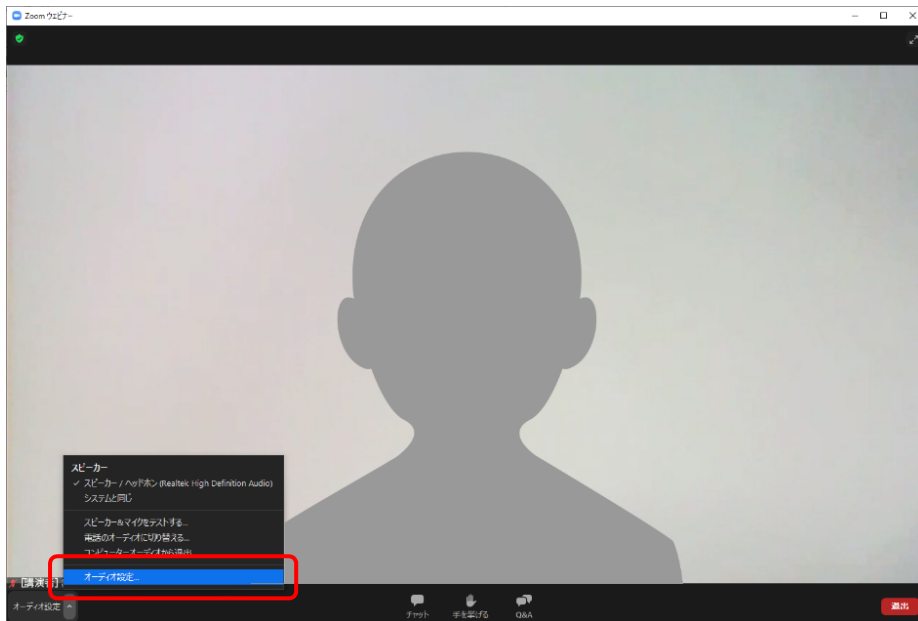 Zoom ウェビナー
スピーカー
スピーカー / ヘッドホン (Realtek High Definition Audio)
システムと同じ
スピーカー&マイクをテストする...
電話のオーディオに切り替える...
コンピューターオーディオから退出
オーディオ設定...
[講演者]
オーディオ設定
チャット
手を挙げる
Q&A
退出